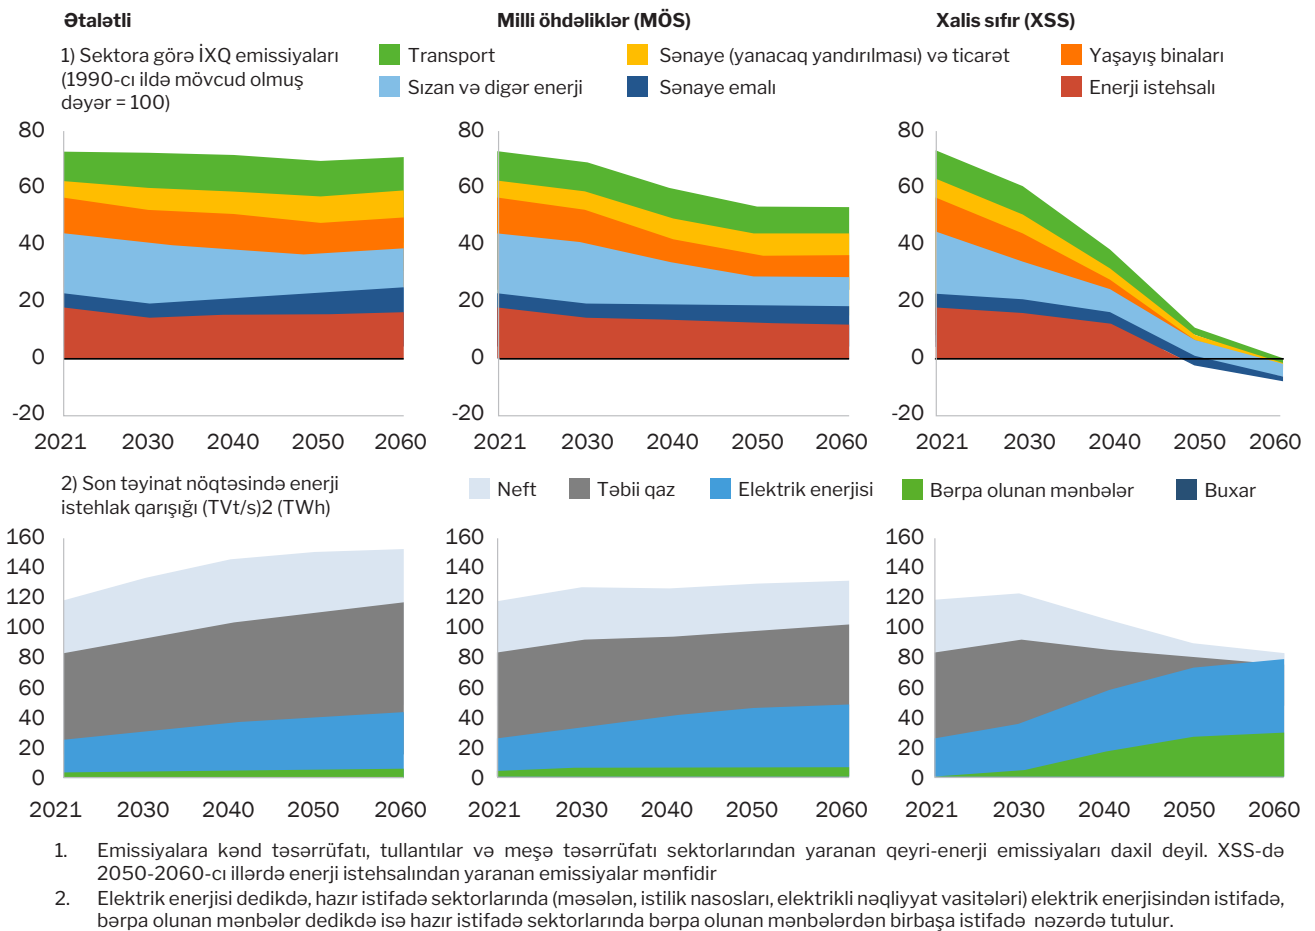 Ətalətli
Milli öhdəliklər (MÖS)
Xalis sıfır (XSS)
1) Sektora görə İXQ emissiyaları
(1990-cı ildə mövcud olmuş
dəyər = 100)
Transport
Sənaye (yanacaq yandırılması) və ticarət
Yaşayış binaları
Sızan və digər enerji
Sənaye emalı
Enerji istehsalı
80
60
40
20
0
-20
2021 2030 2040 2050 2060
80
60
40
20
0
-20
2021 2030 2040 2050 2060
80
60
40
20
0
-20
2021 2030 2040 2050 2060
2) Son təyinat nöqtəsində enerji
istehlak qarışığı (TVt/s)2 (TWh)
Neft
Təbii qaz
Elektrik enerjisi
Bərpa olunan mənbələr
Buxar
160
140
120
100
80
60
40
20
0
2021 2030 2040 2050 2060
160
140
120
100
80
60
40
20
0
2021 2030 2040 2050 2060
160
140
120
100
80
60
40
20
0
2021 2030 2040 2050 2060
1. Emissiyalara kənd təsərrüfatı, tullantılar və meşə təsərrüfatı sektorlarından yaranan qeyri-enerji emissiyaları daxil deyil. XSS-də
2050-2060-cı illərdə enerji istehsalından yaranan emissiyalar mənfidir
2. Elektrik enerjisi dedikdə, hazır istifadə sektorlarında (məsələn, istilik nasosları, elektrikli nəqliyyat vasitələri) elektrik enerjisindən istifadə,
bərpa olunan mənbələr dedikdə isə hazır istifadə sektorlarında bərpa olunan mənbələrdən birbaşa istifadə nəzərdə tutulur.